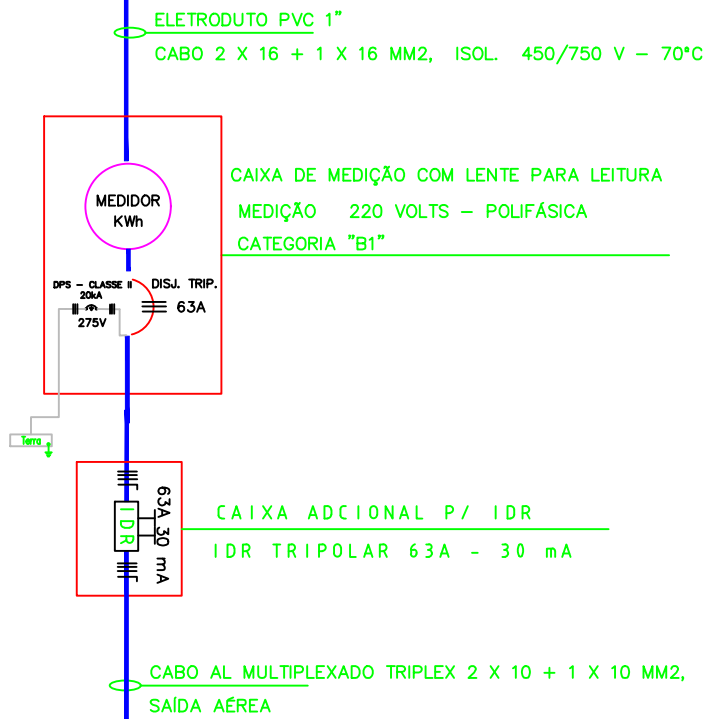 ELETRODUTO PVC 1"
CABO 2 X 16 + 1 X 16 MM2, ISOL. 450/750 V - 70°C
CAIXA DE MEDIÇÃO COM LENTE PARA LEITURA
MEDIDOR
KWh
MEDIÇÃO 220 VOLTS - POLIFÁSICA
CATEGORIA "B1"
DPS - CLASSE II
20kA
275V
DISJ. TRIP.
63A
Terra
IDR
63A 30 mA
CAIXA ADCIONAL P/ IDR
IDR TRIPOLAR 63A - 30 mA
CABO AL MULTIPLEXADO TRIPLEX 2 X 10 + 1 X 10 MM2,
SAÍDA AÉREA